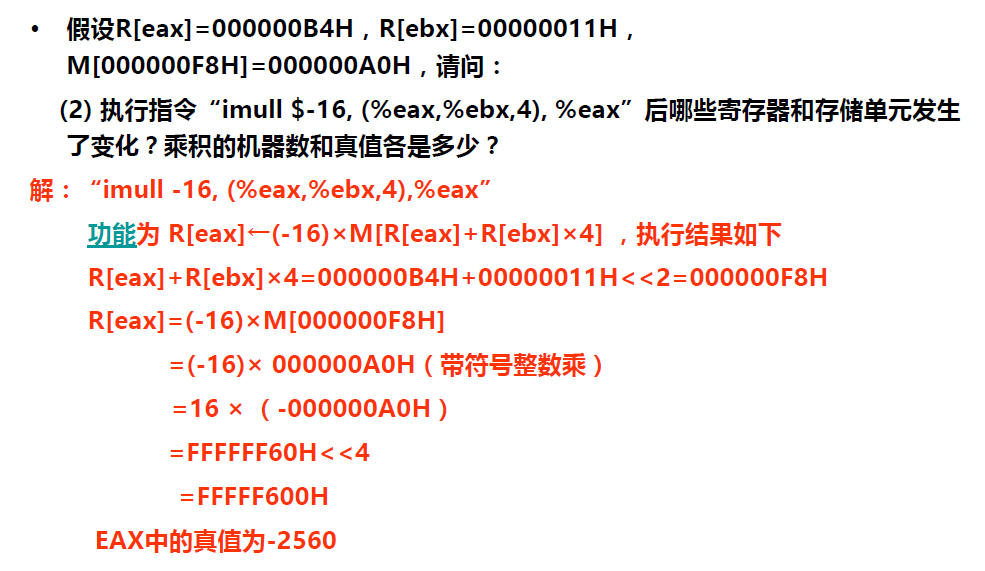 • 假设R[eax]=000000B4H，R[ebx]=00000011H，
M[000000F8H]=000000A0H，请问：
(2) 执行指令“imull $-16, (%eax,%ebx,4), %eax”后哪些寄存器和存储单元发生
了变化？乘积的机器数和真值各是多少？
解：“imull -16, (%eax,%ebx,4),%eax”
功能为 R[eax]←(-16)×M[R[eax]+R[ebx]×4] ，执行结果如下
R[eax]+R[ebx]×4=000000B4H+00000011H<<2=000000F8H
R[eax]=(-16)×M[000000F8H]
=(-16)× 000000A0H（带符号整数乘）
=16 ×（-000000A0H）
=FFFFFF60H<<4
=FFFFF600H
EAX中的真值为-2560